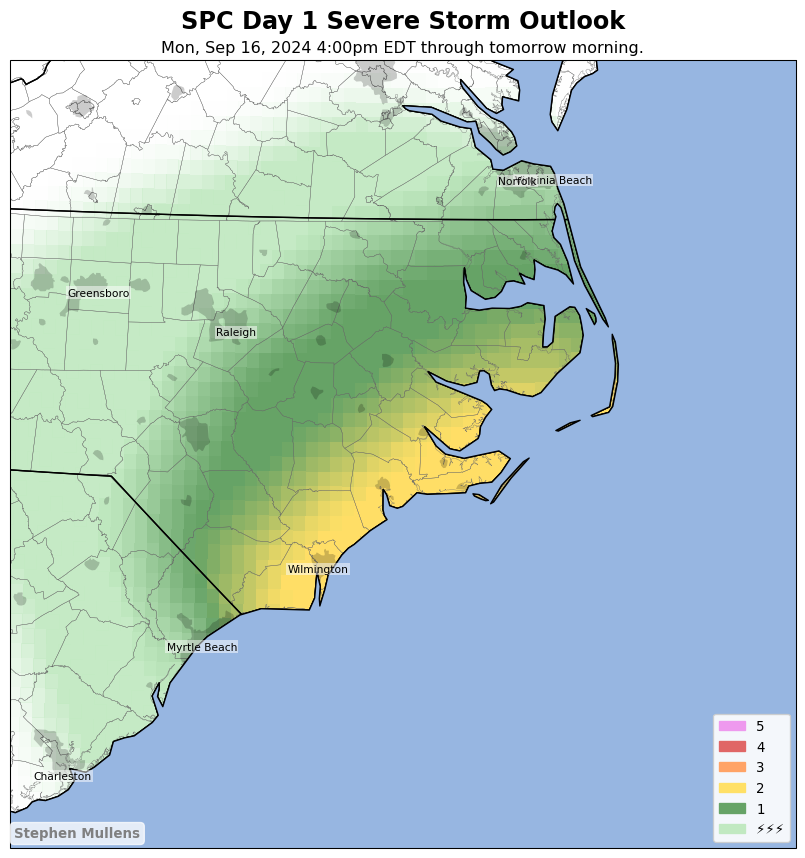 SPC Day 1 Severe Storm Outlook
Mon, Sep 16, 2024 4:00pm EDT through tomorrow morning.
Norfolk
inia Beach
Greensboro
Raleigh
Wilmington
Myrtle Beach
Charleston
5
4
3
2
1
⚡⚡⚡
Stephen Mullens